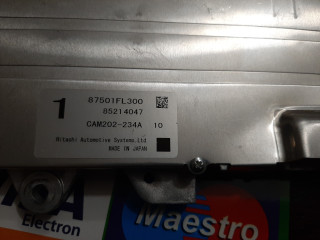 1
87501FL300
85214047
CAM202-234A 10
Hitachi Automotive Systems,Ltd
MADE IN JAPAN
Electron
Maestro